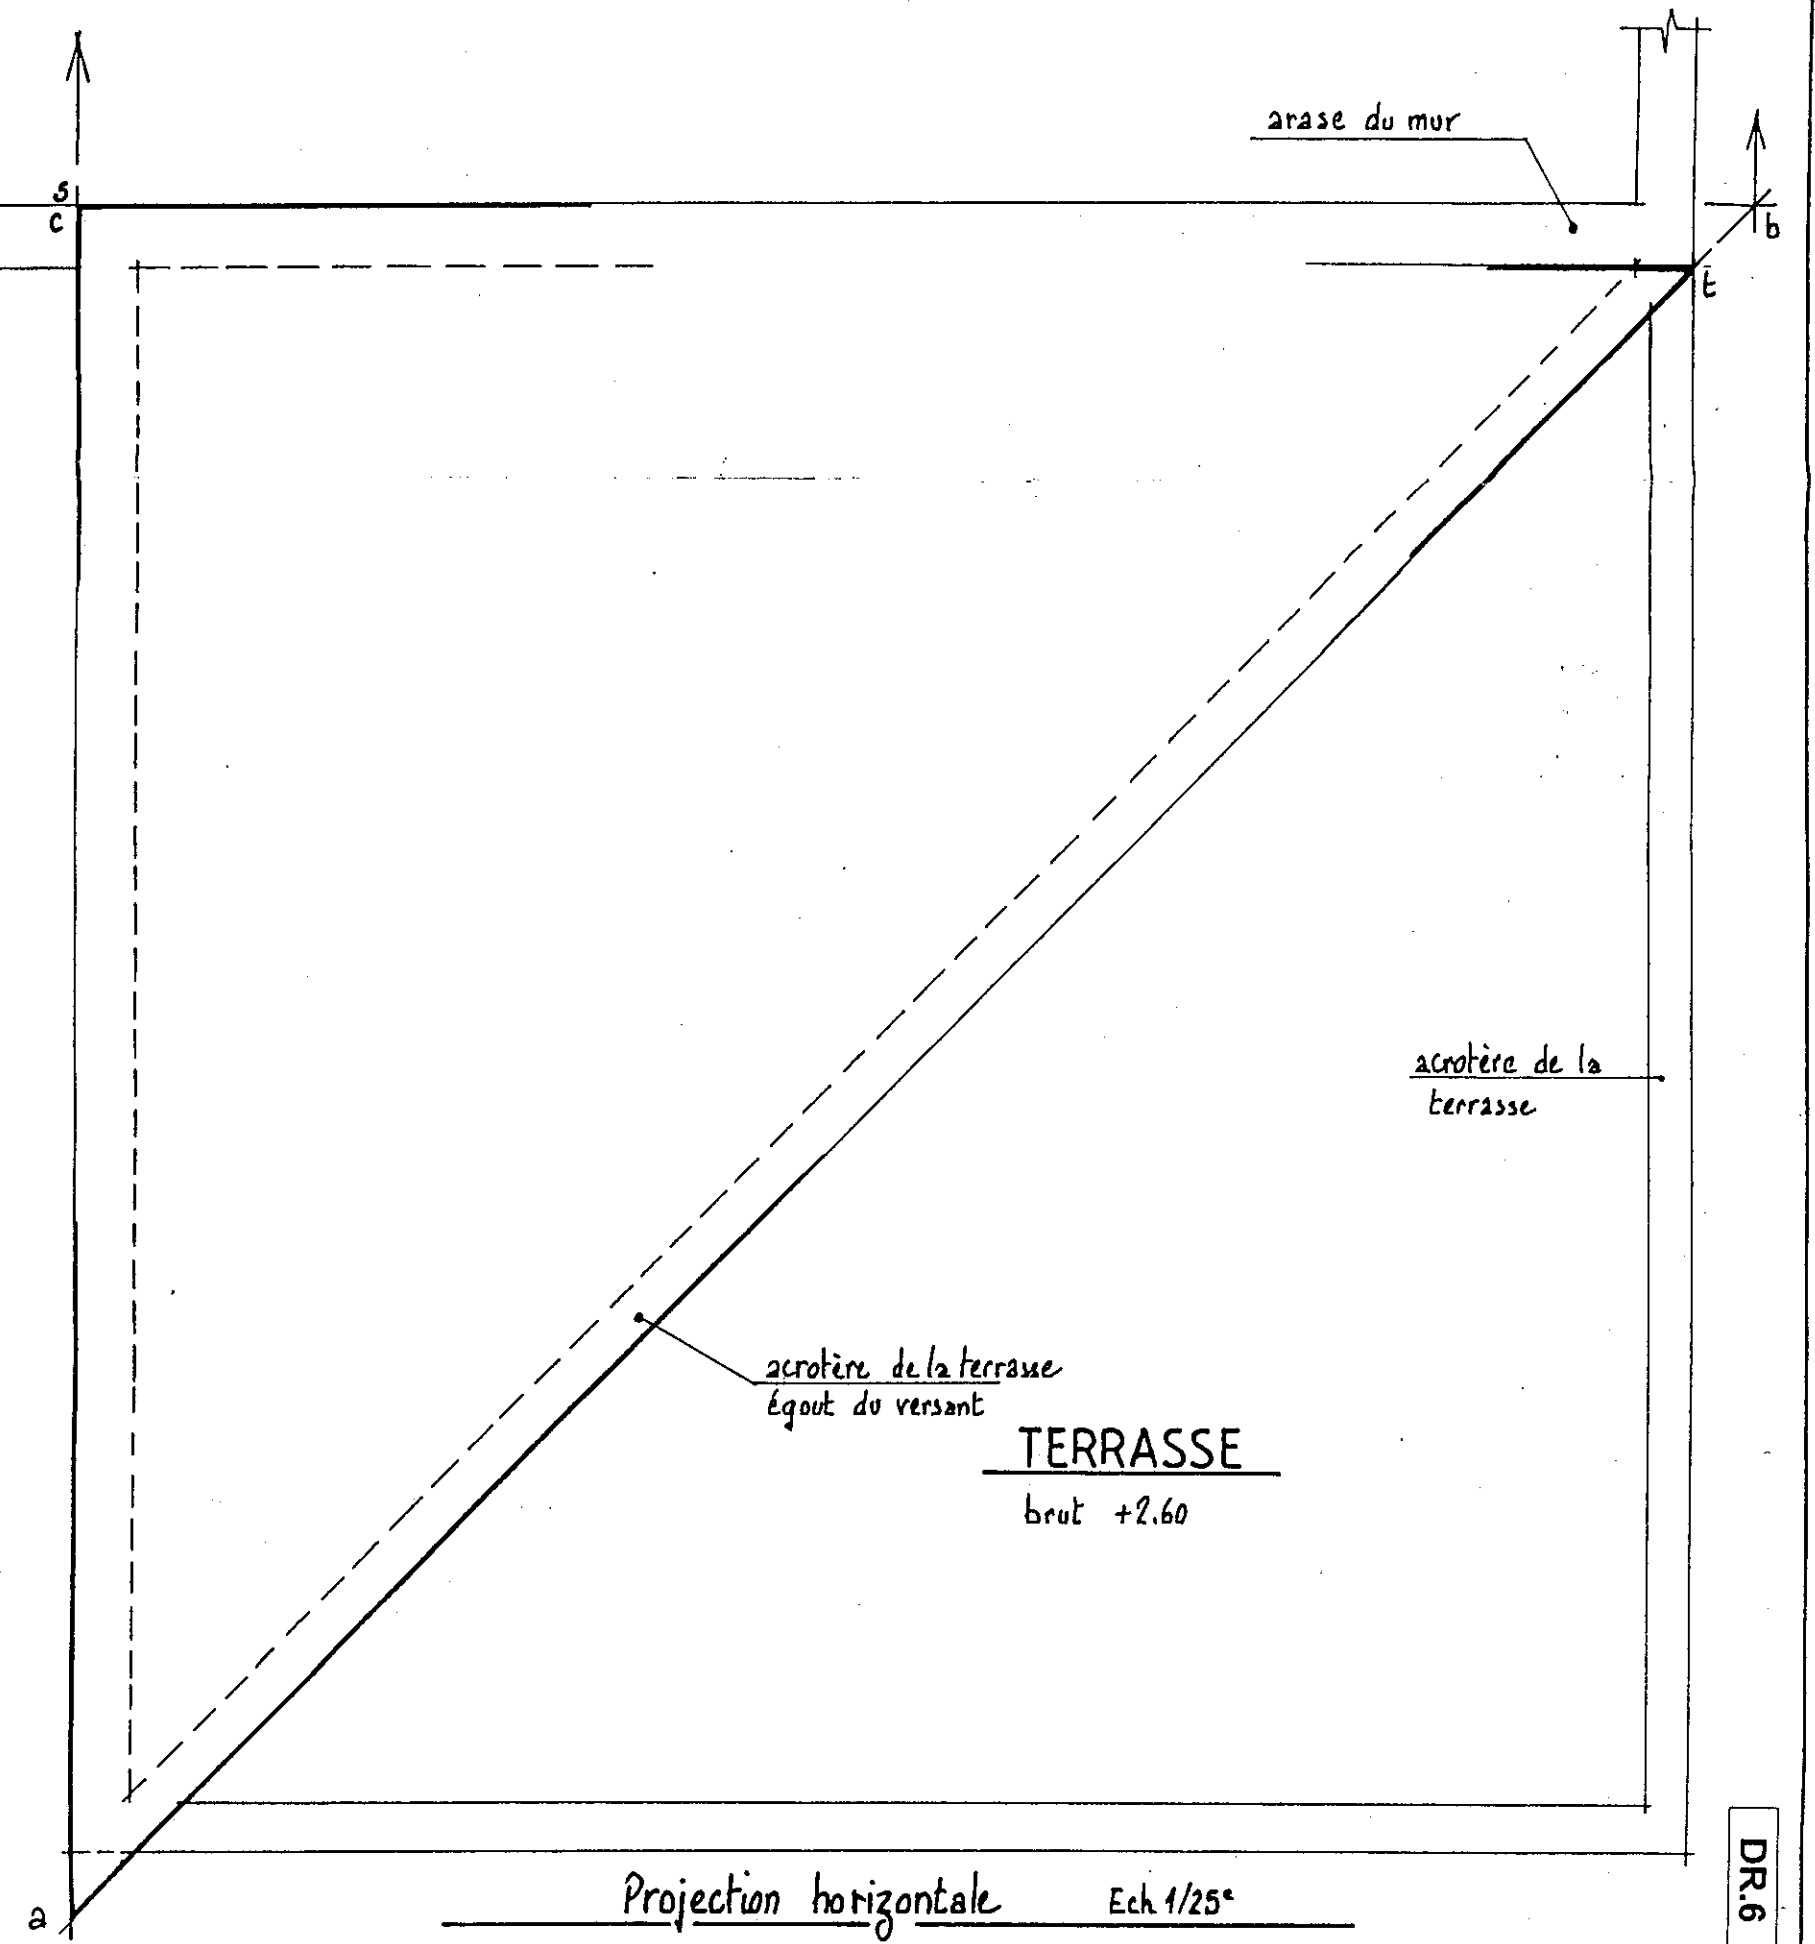 arase du mur
s
c
b
t
acrotère de la
terrasse
acrotère de la terrasse
égout du versant
TERRASSE
brut +2.60
DR.6
Projection horizontale Ech 1/25e
a